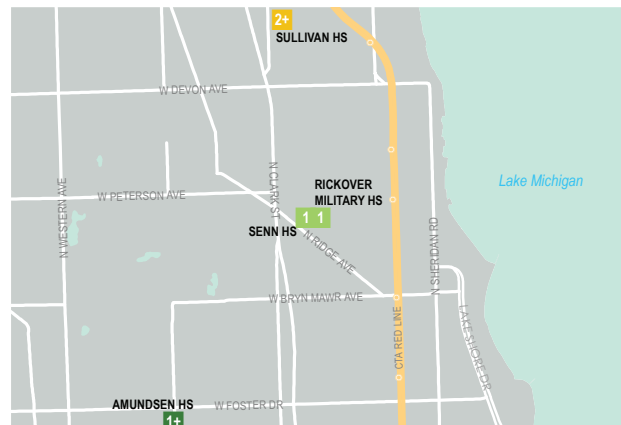 2+
SULLIVAN HS
W DEVON AVE
N CLARK ST
RICKOVER
MILITARY HS
Lake Michigan
W PETERSON AVE
N WESTERN AVE
1 1
SENN HS
N RIDGE AVE
N SHERIDAN RD
W BRYN MAWR AVE
CTA RED LINE
LAKE SHORE DR
AMUNDSEN HS
W FOSTER DR
1+